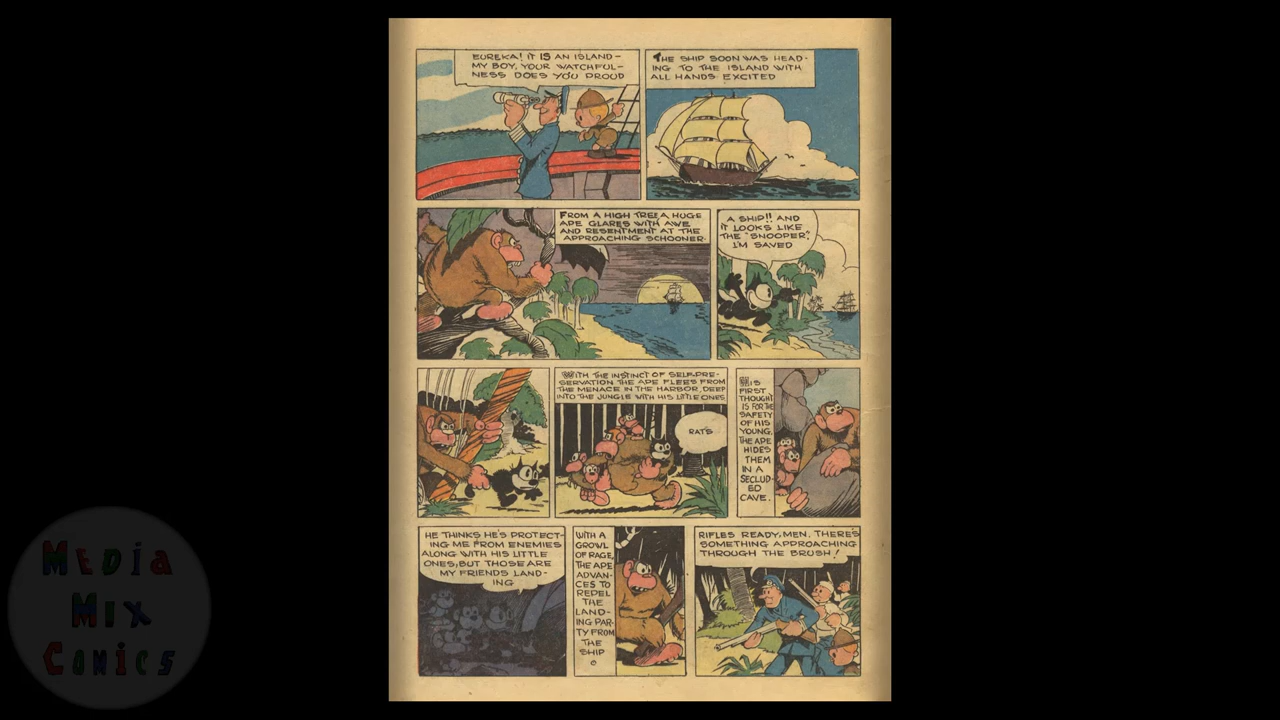 EUREKA! IT IS AN ISLAND-
MY BOY, YOUR WATCHFUL-
NESS DOES YOU PROUD
THE SHIP SOON WAS HEAD-
ING TO THE ISLAND WITH
ALL HANDS EXCITED
FROM A HIGH TREE A HUGE
APE GLARES WITH AWE
AND RESENTMENT AT THE
APPROACHING SCHOONER.
A SHIP!! AND
IT LOOKS LIKE
THE "SNOOPER",
I'M SAVED
WITH THE INSTINCT OF SELF-PRE-
SERVATION THE APE FLEES FROM
THE MENACE IN THE HARBOR, DEEP
INTO THE JUNGLE WITH HIS LITTLE ONES
RATS
HIS
FIRST
THOUGHT
IS FOR THE
SAFETY
OF HIS
YOUNG,
THE APE
HIDES
THEM
IN A
SECLUD-
ED
CAVE.
HE THINKS HE'S PROTECT-
ING ME FROM ENEMIES
ALONG WITH HIS LITTLE
ONES, BUT THOSE ARE
MY FRIENDS LAND-
ING
WITH A
GROWL
OF RAGE,
THE APE
ADVAN-
CES TO
REPEL
THE
LAND-
ING PAR-
TY FROM
THE
SHIP
RIFLES READY, MEN. THERE'S
SOMETHING APPROACHING
THROUGH THE BRUSH!
MEDIA
MIX
COMICS